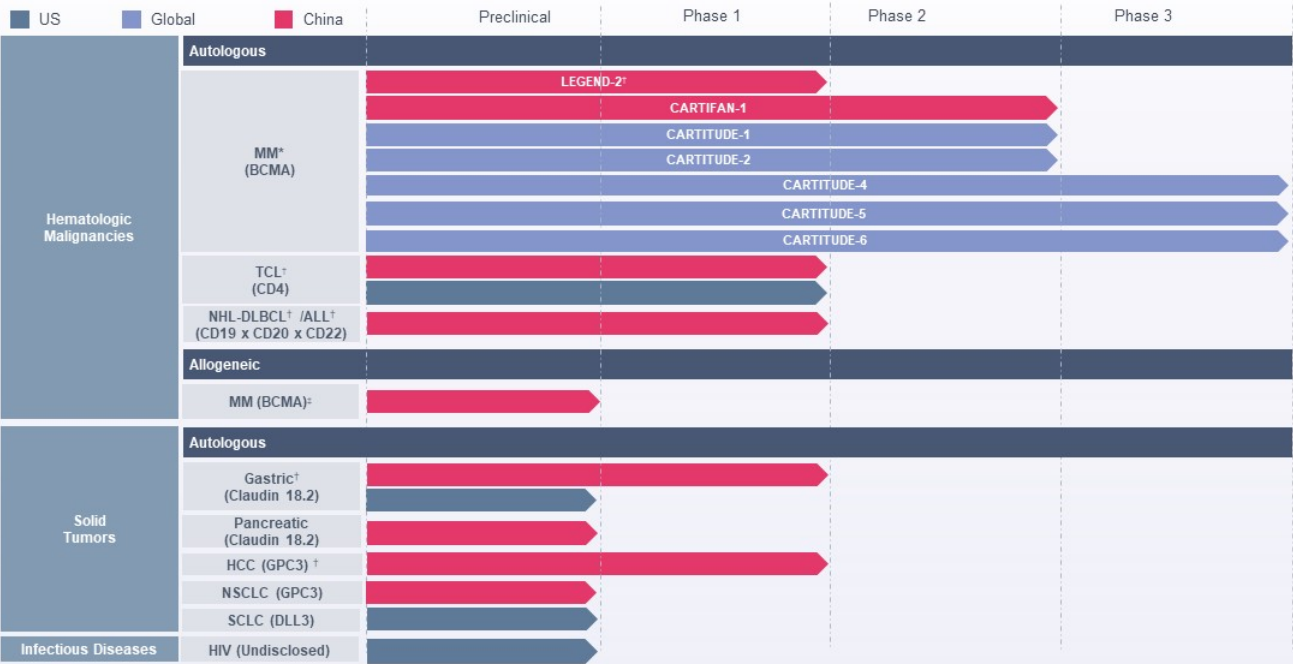 US Global China Preclinical Phase 1 Phase 2 Phase 3
Autologous
Hematologic
Malignancies
MM*
(BCMA)
LEGEND-2†
CARTIFAN-1
CARTITUDE-1
CARTITUDE-2
CARTITUDE-4
CARTITUDE-5
CARTITUDE-6
TCL†
(CD4)
NHL-DLBCL† /ALL†
(CD19 x CD20 x CD22)
Allogeneic
MM (BCMA)‡
Autologous
Solid
Tumors
Gastric†
(Claudin 18.2)
Pancreatic
(Claudin 18.2)
HCC (GPC3) †
NSCLC (GPC3)
SCLC (DLL3)
Infectious Diseases HIV (Undisclosed)